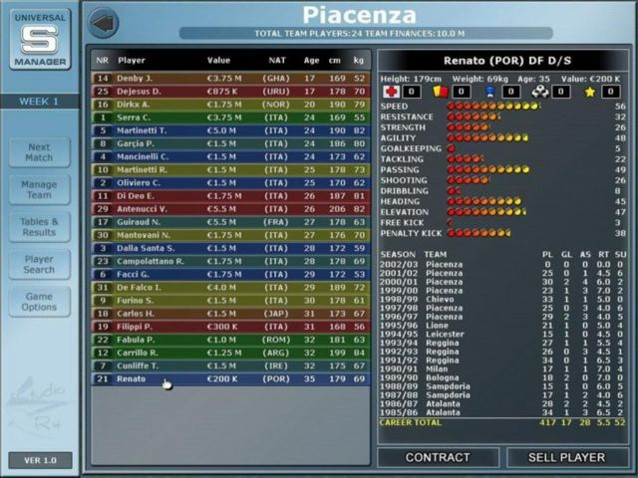 UNIVERSAL
S
MANAGER
WEEK 1
Next
Match
Manage
Team
Tables &
Results
Player
Search
Game
Options
VER 1.0
Piacenza
TOTAL TEAM PLAYERS:24 TEAM FINANCES:10.0 M
NR Player Value NAT Age cm kg
14 Denby J. €3.75 M (GHA) 17 169 52
25 Dejesus D. €875 K (URU) 17 178 70
16 Dirkx A. €1.75 M (NOR) 20 190 79
1 Serra C. €3.75 M (ITA) 24 169 55
5 Martinetti T. €5.0 M (ITA) 24 190 82
8 Garçia P. €1.5 M (ITA) 24 186 80
4 Mancinelli C. €1.5 M (ITA) 24 173 62
10 Martinetti R. €1.5 M (ITA) 25 178 73
2 Oliviero C. €1.5 M (ITA) 25 170 62
11 Di Deo E. €1.75 M (ITA) 26 187 81
29 Antenucci V. €5.5 M (ITA) 26 206 82
17 Guiraud N. €5.5 M (FRA) 27 178 63
30 Mantovani N. €1.75 M (ITA) 27 176 70
3 Dalla Santa S. €1.5 M (ITA) 28 172 59
23 Campolattano R. €1.75 M (ITA) 28 178 69
6 Facci G. €1.75 M (ITA) 29 172 53
31 De Falco I. €4.0 M (ITA) 29 189 72
9 Furino S. €1.5 M (ITA) 30 178 61
18 Carlos H. €1.5 M (JAP) 31 173 67
19 Filippi P. €300 K (ITA) 31 168 56
22 Fabula P. €1.0 M (ROM) 32 181 63
12 Carrillo R. €1.25 M (ARG) 32 199 84
7 Cunliffe T. €1.5 M (IRE) 32 175 67
21 Renato €200 K (POR) 35 179 69
Renato (POR) DF D/S
Height: 179cm Weight: 69kg Age: 35 Value: €200 K
0 0 0 0 0
SPEED 56
RESISTANCE 32
STRENGTH 26
AGILITY 48
GOALKEEPING 5
TACKLING 22
PASSING 49
SHOOTING 26
DRIBBLING 8
HEADING 45
ELEVATION 47
FREE KICK 3
PENALTY KICK 38
SEASON TEAM PL GL AS RT SU
2002/03 Piacenza 0 0 0 0.0 0
2001/02 Piacenza 25 0 1 4.5 6
2000/01 Piacenza 30 2 4 6.0 2
1999/00 Piacenza 23 1 3 7.0 2
1998/99 Chievo 33 1 1 5.0 0
1997/98 Piacenza 25 0 3 4.0 6
1996/97 Piacenza 29 2 3 4.0 5
1995/96 Lione 21 1 0 5.0 4
1994/95 Leicester 15 1 0 4.5 0
1993/94 Reggina 27 1 1 5.5 4
1992/93 Reggina 26 0 3 4.5 1
1991/92 Reggina 34 0 1 6.5 3
1990/91 Milan 17 1 1 7.0 4
1989/90 Bologna 18 2 0 7.0 0
1988/89 Sampdoria 15 1 0 6.0 5
1987/88 Sampdoria 17 1 2 4.0 6
1986/87 Atalanta 28 2 2 4.5 2
1985/86 Atalanta 34 1 3 6.5 2
CAREER TOTAL 417 17 28 5.5 52
CONTRACT SELL PLAYER